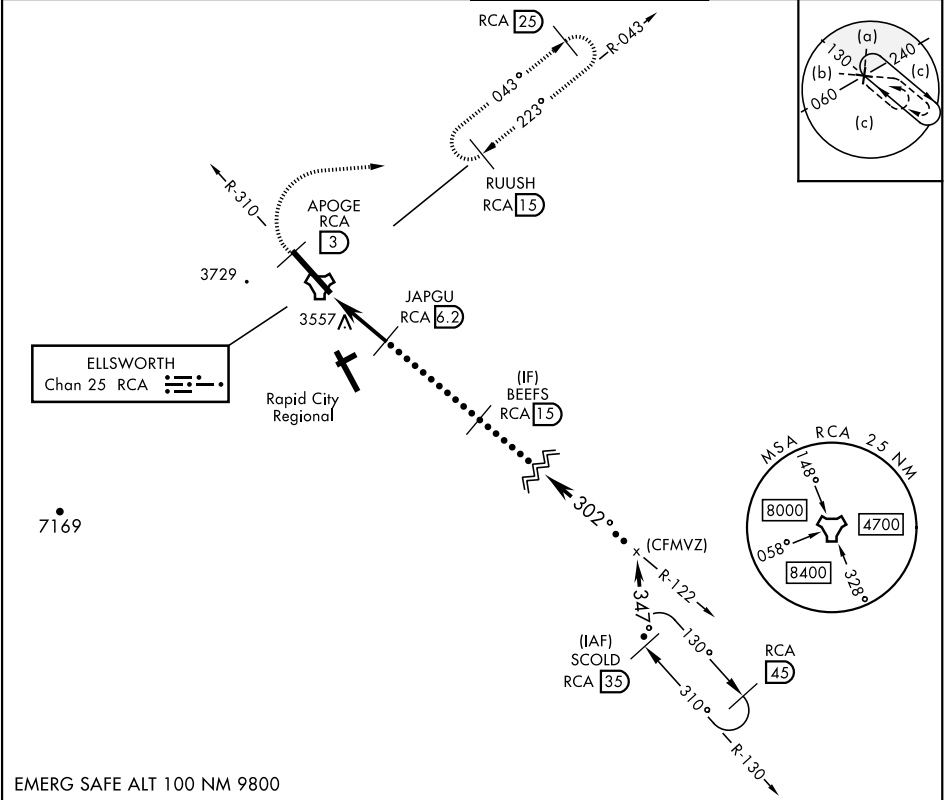 RCA 25
R-043
043°
223°
RUUSH
RCA 15
(a)
130
240
(b)
(c)
060
(c)
R-310
APOGE
RCA
3
3729
3557
JAPGU
RCA 6.2
ELLSWORTH
Chan 25 RCA
Rapid City
Regional
(IF)
BEEFS
RCA 15
302°
(CFMVZ)
R-122
347°
7169
MSA RCA 25 NM
148°
8000
4700
058°
8400
328°
(IAF)
SCOLD
RCA 35
130°
310°
RCA
45
R-130
EMERG SAFE ALT 100 NM 9800